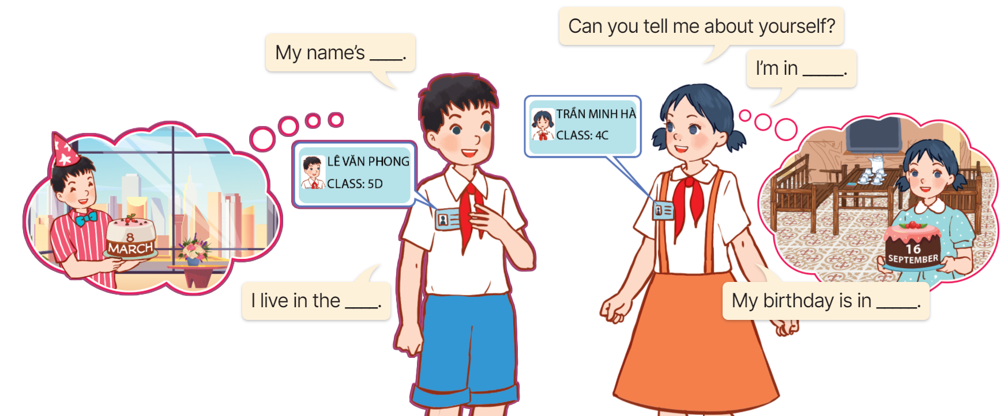 Can you tell me about yourself?
My name's ____.
I'm in _____.
TRẦN MINH HÀ
CLASS: 4C
LÊ VĂN PHONG
CLASS: 5D
8
MARCH
16
SEPTEMBER
I live in the ____.
My birthday is in _____.